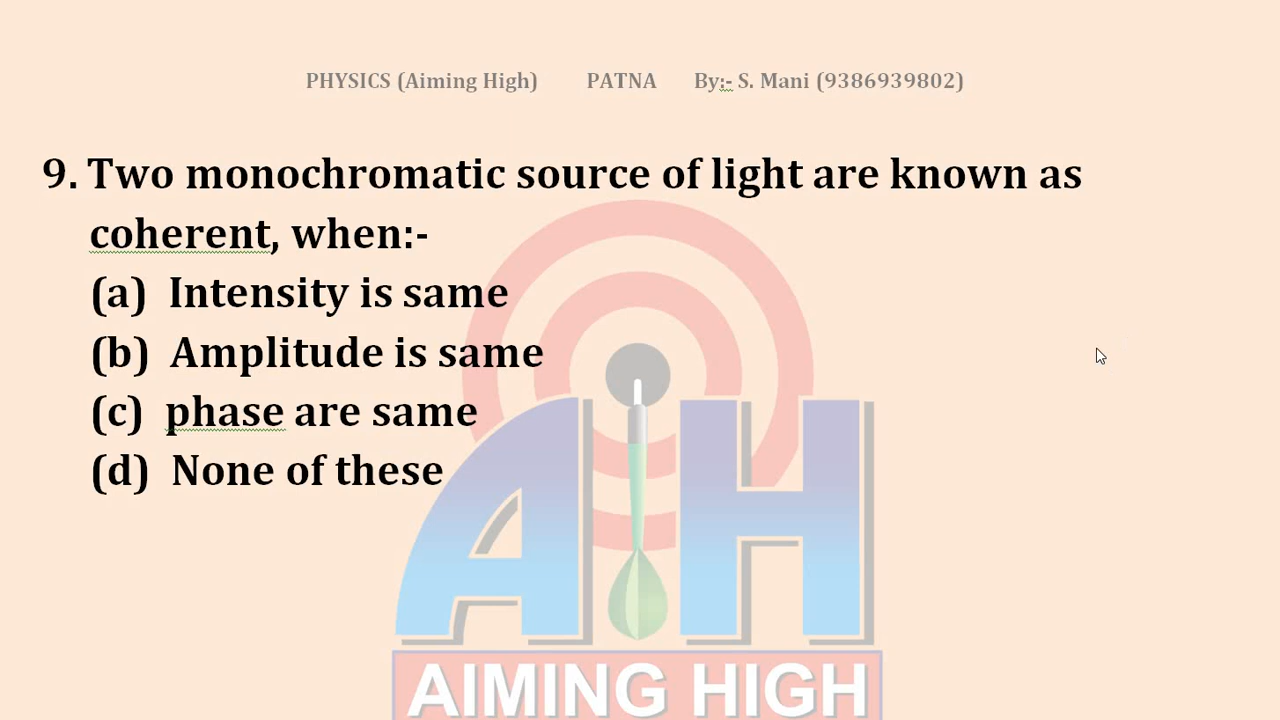 PHYSICS (Aiming High) PATNA By:- S. Mani (9386939802)
9. Two monochromatic source of light are known as
coherent, when:-
(a) Intensity is same
(b) Amplitude is same
(c) phase are same
(d) None of these
AH
AIMING HIGH